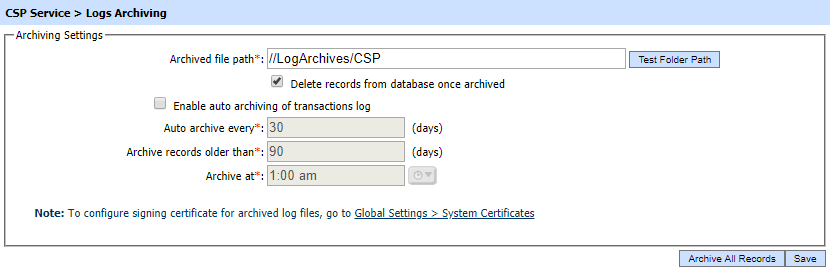 CSP Service > Logs Archiving
Archiving Settings
Archived file path*: //LogArchives/CSP Test Folder Path
Delete records from database once archived
Enable auto archiving of transactions log
Auto archive every*: 30 (days)
Archive records older than*: 90 (days)
Archive at*: 1:00 am
Note: To configure signing certificate for archived log files, go to Global Settings > System Certificates
Archive All Records Save